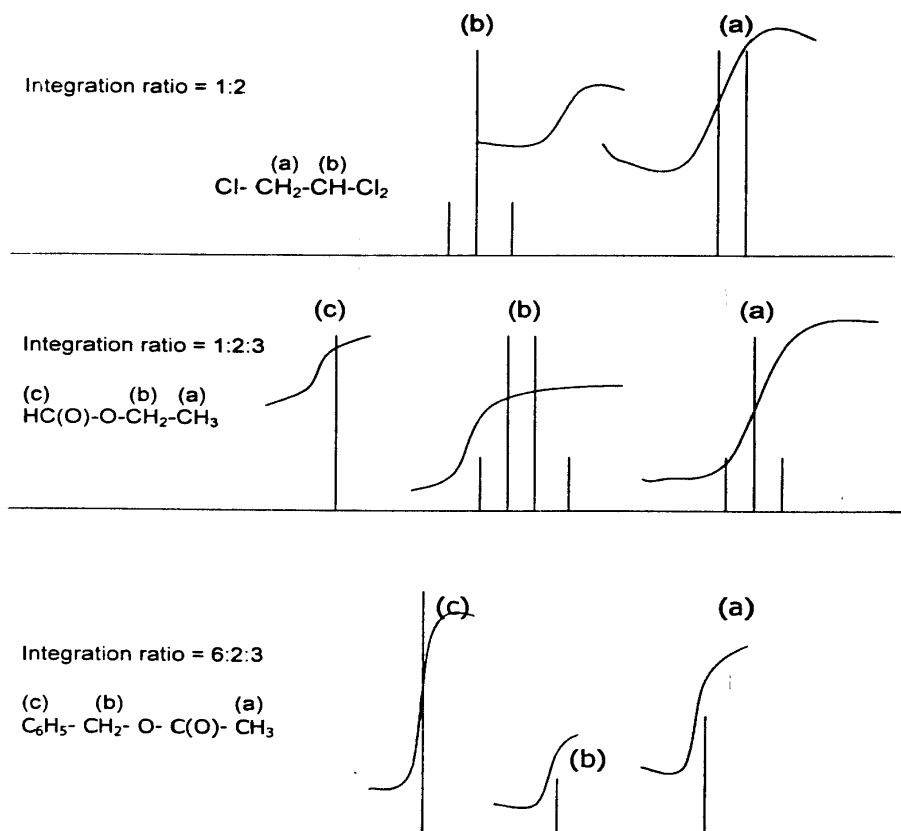 (b) (a)
Integration ratio = 1:2
(a) (b)
Cl- CH₂-CH-Cl₂
(c) (b) (a)
Integration ratio = 1:2:3
(c) (b) (a)
HC(O)-O-CH₂-CH₃
(c) (a)
Integration ratio = 6:2:3
(c) (b) (a)
C₆H₅- CH₂- O- C(O)- CH₃
(b)